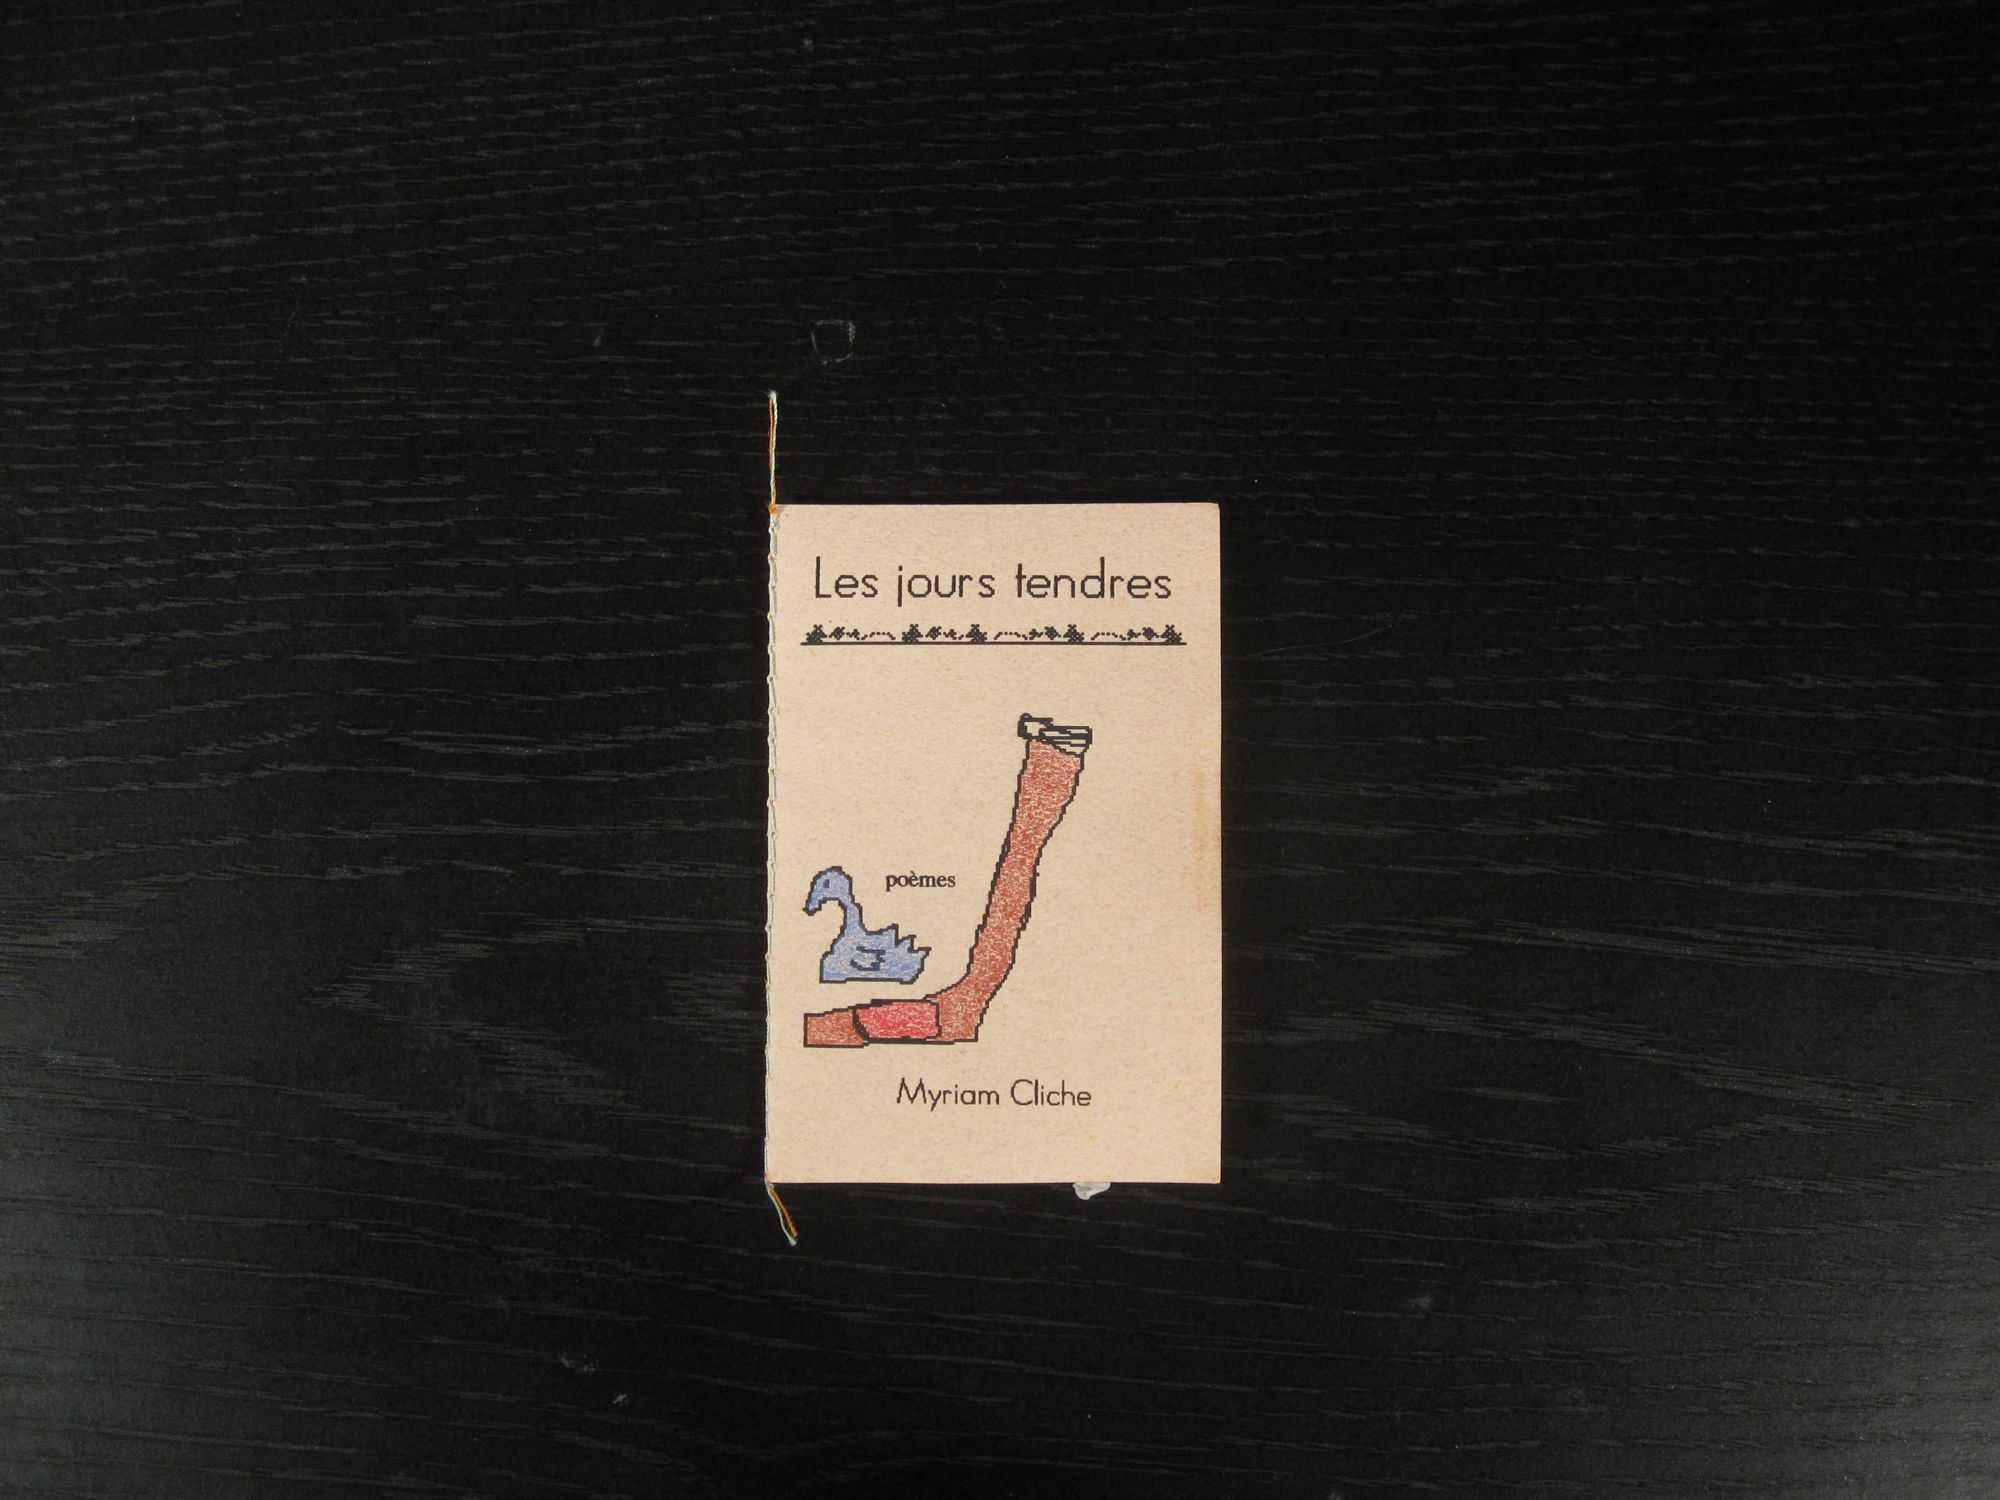 Les jours tendres
poèmes
Myriam Cliche